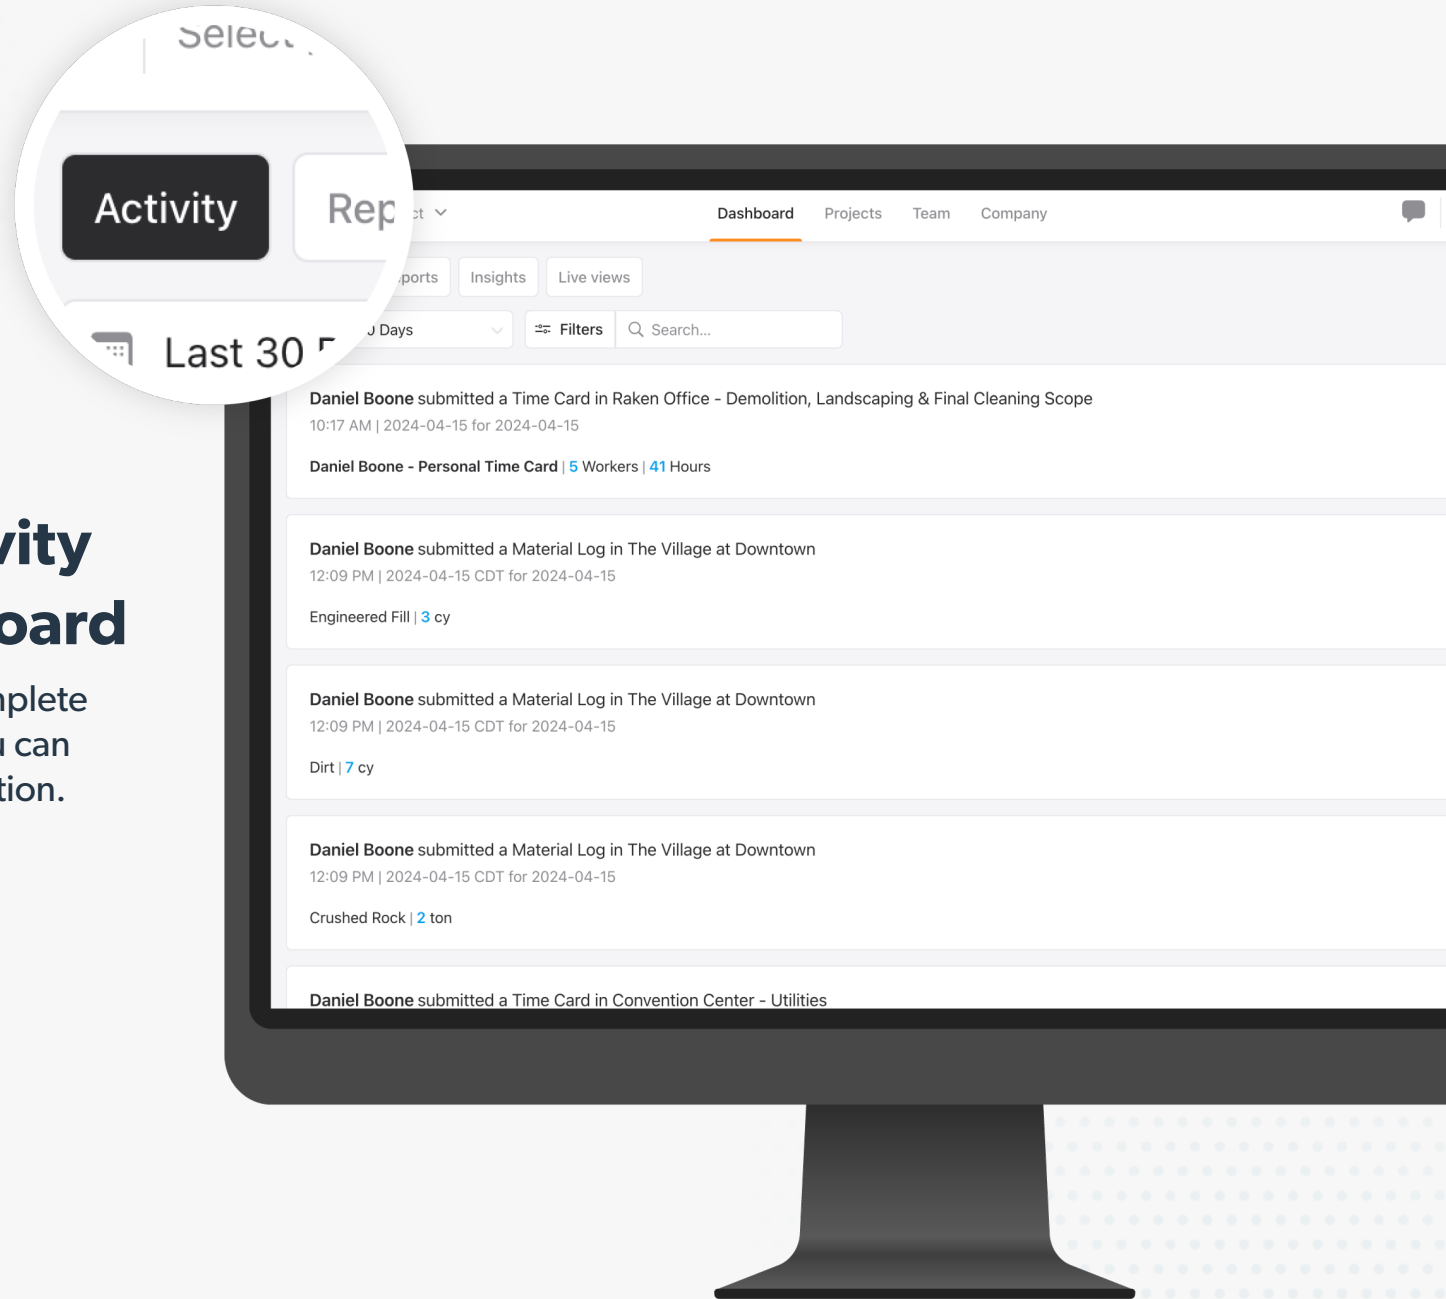 Select
Activity
Rep
Last 30
Dashboard Projects Team Company
ports Insights Live views
0 Days Filters Search...
Daniel Boone submitted a Time Card in Raken Office - Demolition, Landscaping & Final Cleaning Scope
10:17 AM | 2024-04-15 for 2024-04-15
Daniel Boone - Personal Time Card | 5 Workers | 41 Hours
Daniel Boone submitted a Material Log in The Village at Downtown
12:09 PM | 2024-04-15 CDT for 2024-04-15
Engineered Fill | 3 cy
Daniel Boone submitted a Material Log in The Village at Downtown
12:09 PM | 2024-04-15 CDT for 2024-04-15
Dirt | 7 cy
Daniel Boone submitted a Material Log in The Village at Downtown
12:09 PM | 2024-04-15 CDT for 2024-04-15
Crushed Rock | 2 ton
Daniel Boone submitted a Time Card in Convention Center - Utilities
vity
oard
nplete
u can
tion.